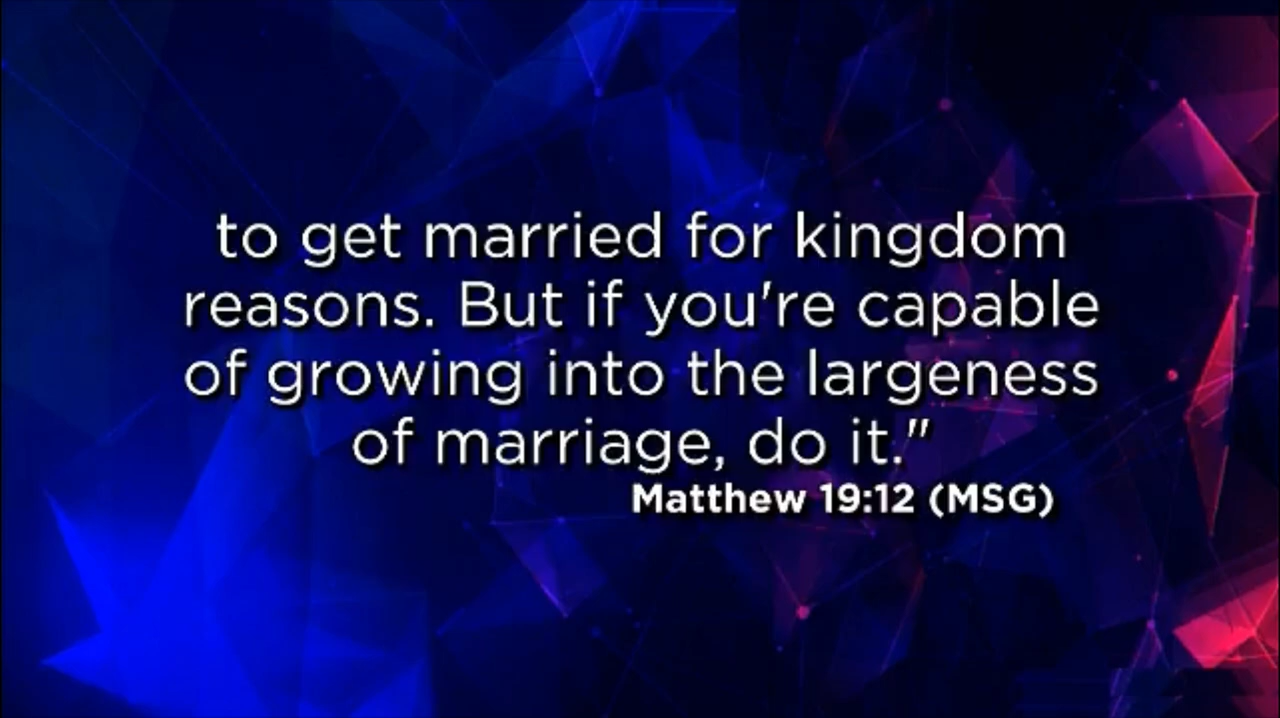 to get married for kingdom
reasons. But if you're capable
of growing into the largeness
of marriage, do it."
Matthew 19:12 (MSG)